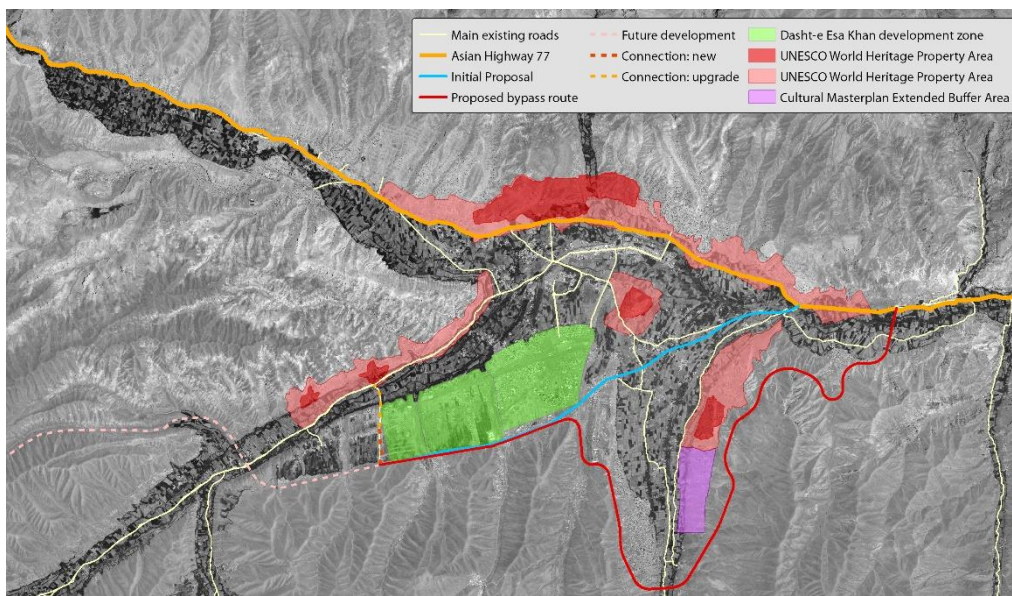 Main existing roads
Asian Highway 77
Initial Proposal
Proposed bypass route
Future development
Connection: new
Connection: upgrade
Dasht-e Esa Khan development zone
UNESCO World Heritage Property Area
UNESCO World Heritage Property Area
Cultural Masterplan Extended Buffer Area